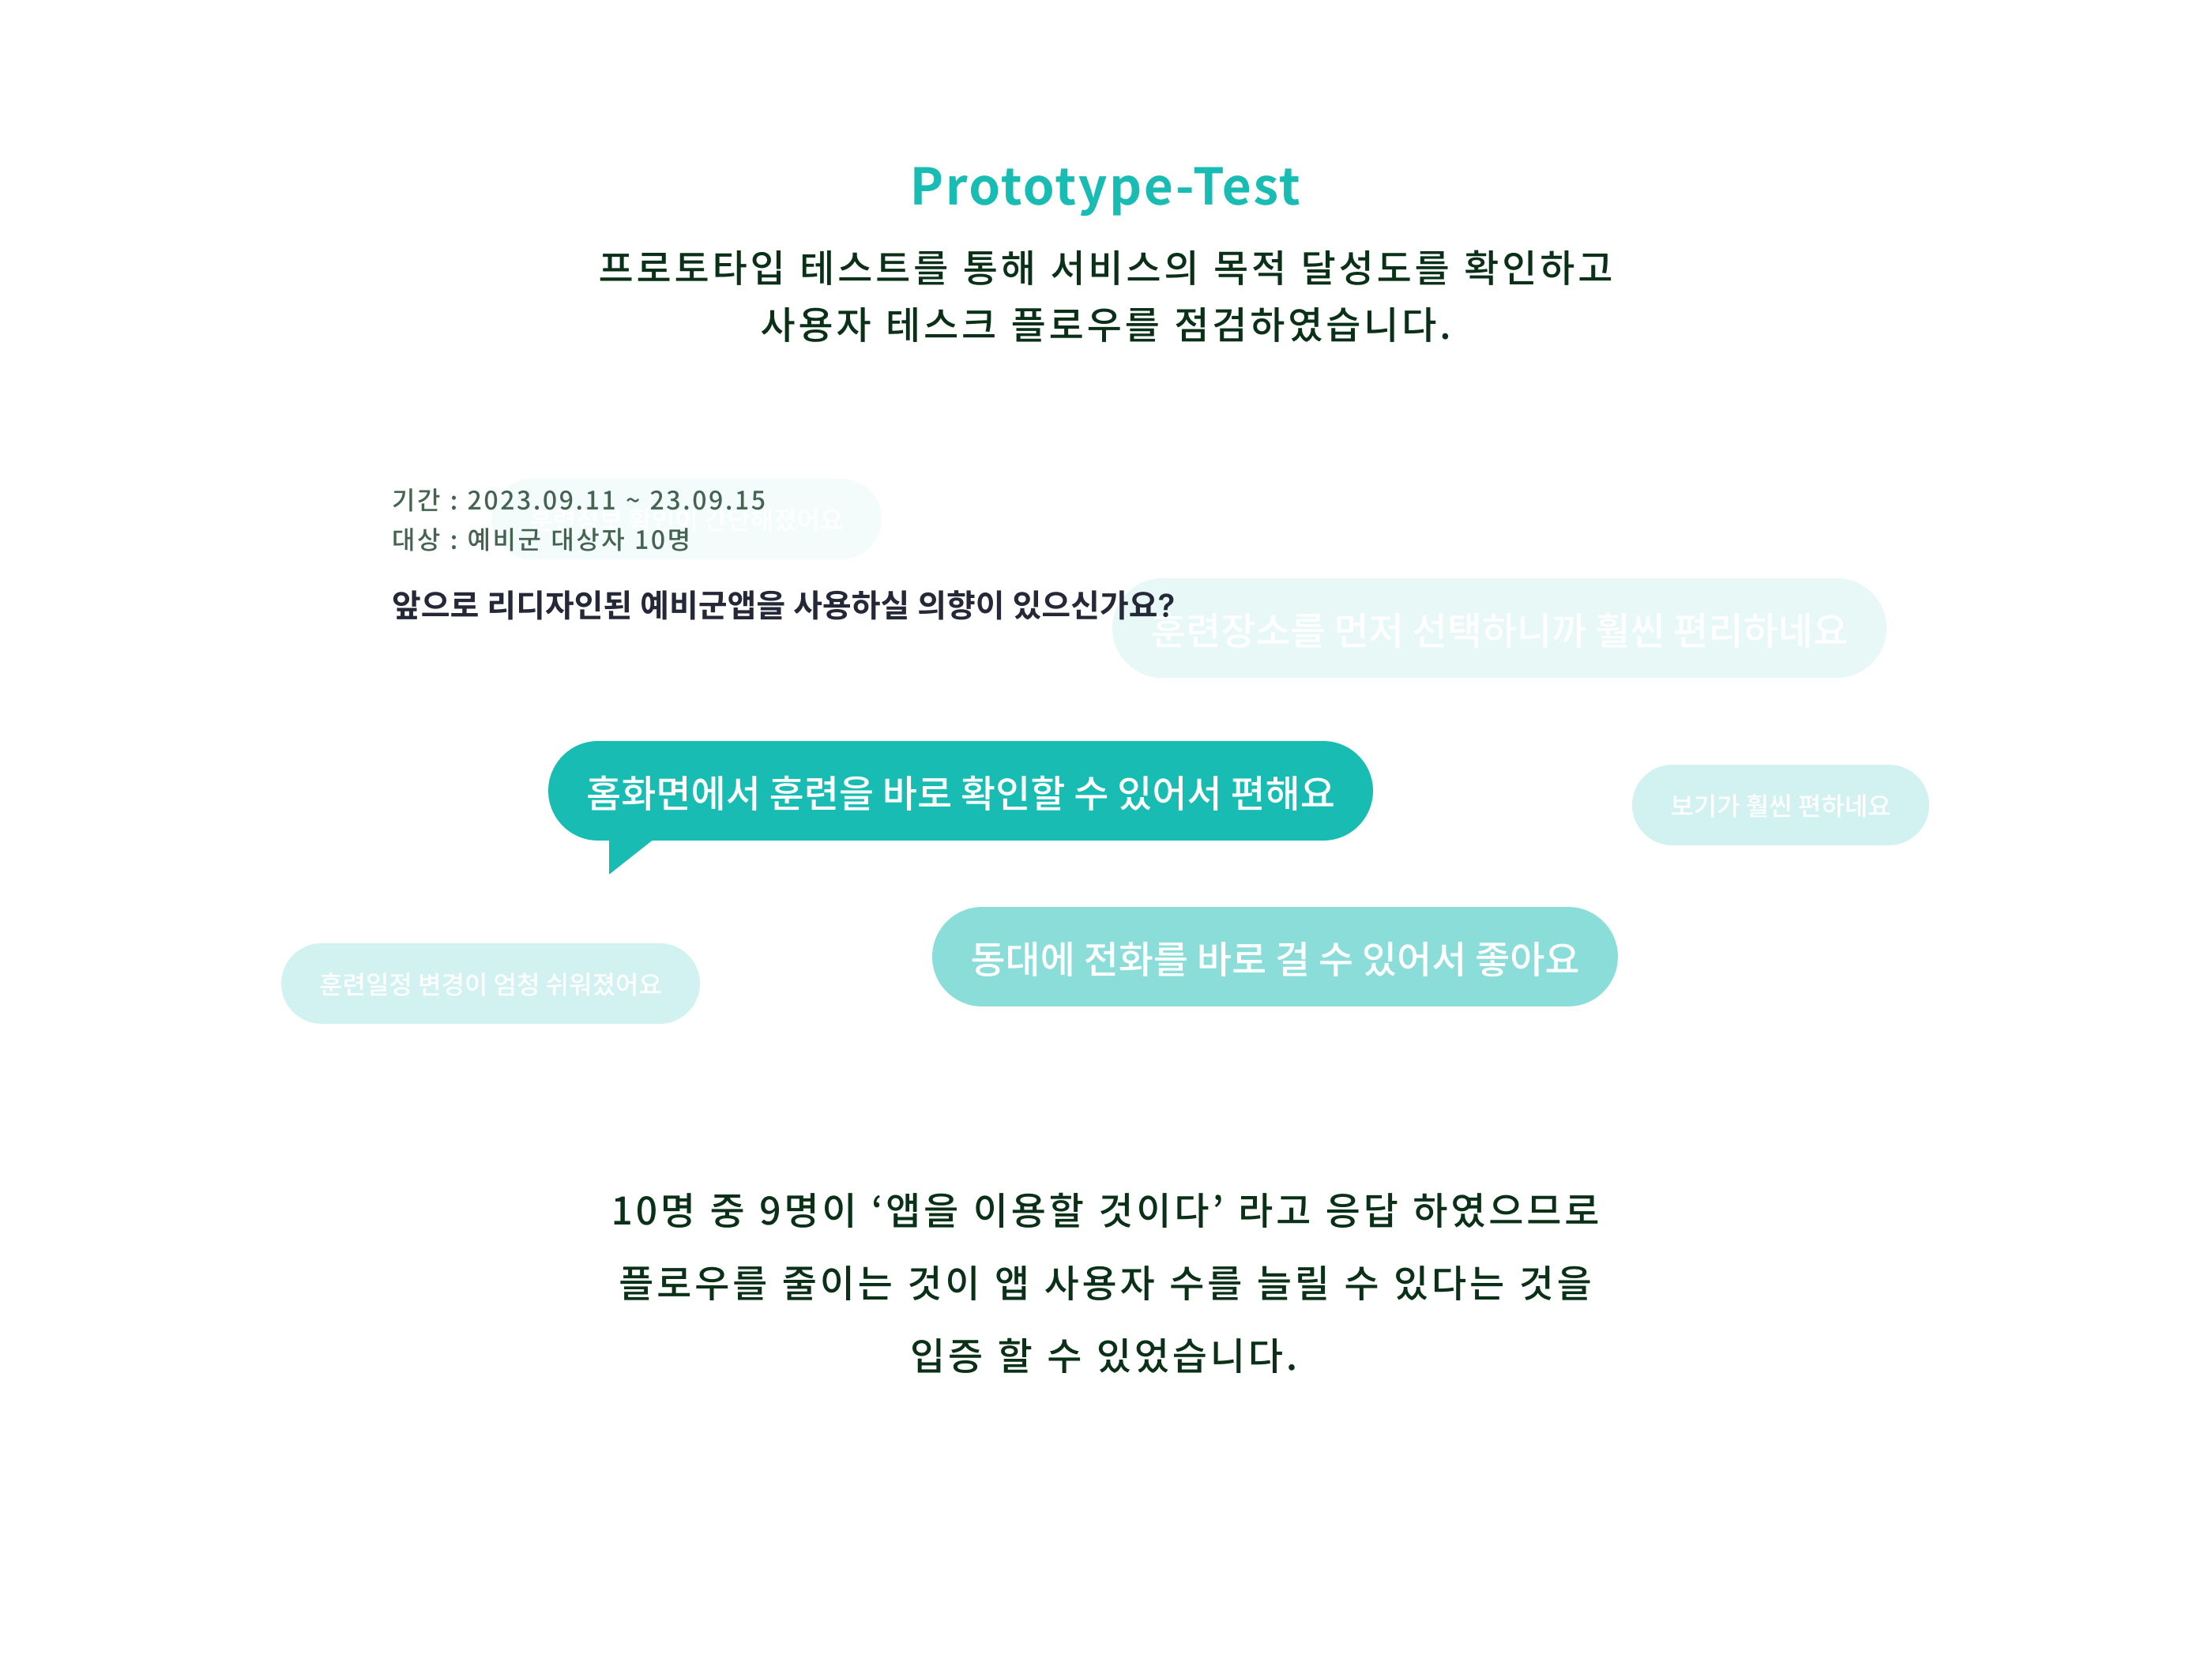 Prototype-Test
프로토타입 테스트를 통해 서비스의 목적 달성도를 확인하고
사용자 테스크 플로우를 점검하였습니다.
기간 : 2023.09.11 ~ 23.09.15
확인이 간단해졌어요
대상 : 예비군 대상자 10명
앞으로 리디자인된 예비군앱을 사용하실 의향이 있으신가요?
훈련장소를 먼저 선택하니까 훨씬 편리하네요
홈화면에서 훈련을 바로 확인할 수 있어서 편해요
보기가 훨씬 편하네요
동대에 전화를 바로 걸 수 있어서 좋아요
훈련일정 변경이 엄청 쉬워졌어요
10명 중 9명이 ‘앱을 이용할 것이다’ 라고 응답 하였으므로
플로우를 줄이는 것이 앱 사용자 수를 늘릴 수 있다는 것을
입증 할 수 있었습니다.